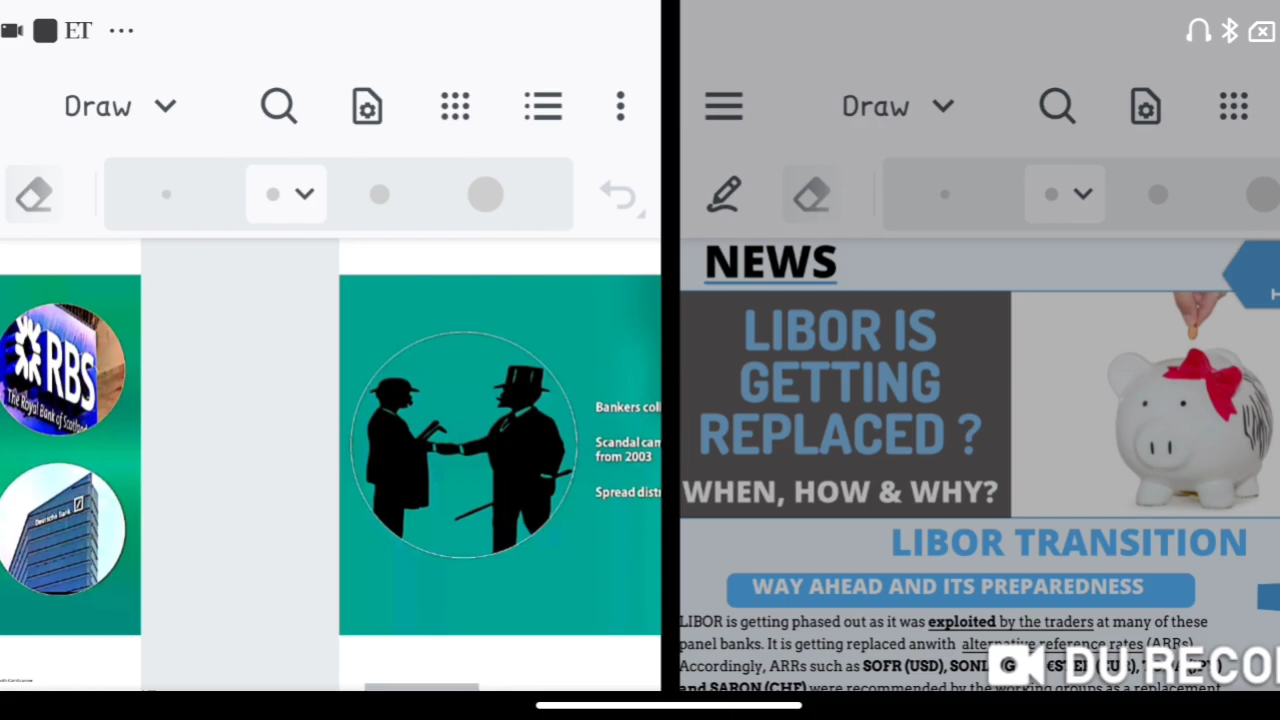 ET
Draw
RBS
The Royal Bank of Scotland
Deutsche Bank
Bankers coll
Scandal cam
from 2003
Spread distr
Draw
NEWS
H
LIBOR IS
GETTING
REPLACED ?
WHEN, HOW & WHY?
LIBOR TRANSITION
WAY AHEAD AND ITS PREPAREDNESS
LIBOR is getting phased out as it was exploited by the traders at many of these
panel banks. It is getting replaced anwith alternative reference rates (ARRs)
Accordingly, ARRs such as SOFR (USD),
and SARON (CHF) were recommended by the working groups as a replacement
DU RECO